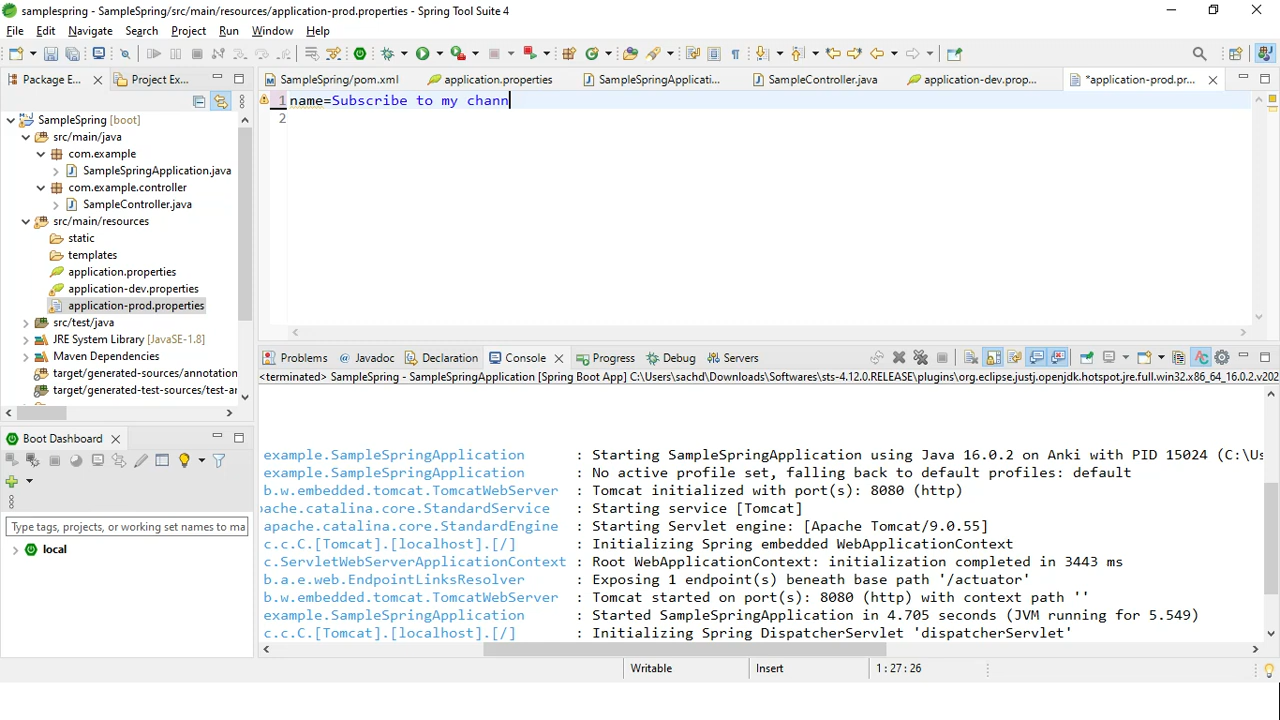 samplespring - SampleSpring/src/main/resources/application-prod.properties - Spring Tool Suite 4
File Edit Navigate Search Project Run Window Help
Package E... Project Ex...
SampleSpring/pom.xml application.properties SampleSpringApplicati... SampleController.java application-dev.prop... *application-prod.pr...
SampleSpring [boot]
src/main/java
com.example
SampleSpringApplication.java
com.example.controller
SampleController.java
src/main/resources
static
templates
application.properties
application-dev.properties
application-prod.properties
src/test/java
JRE System Library [JavaSE-1.8]
Maven Dependencies
target/generated-sources/annotation
target/generated-test-sources/test-ar
1 name=Subscribe to my chann
2
Boot Dashboard
Type tags, projects, or working set names to ma
local
Problems Javadoc Declaration Console Progress Debug Servers
<terminated> SampleSpring - SampleSpringApplication [Spring Boot App] C:\Users\sachd\Downloads\Softwares\sts-4.12.0.RELEASE\plugins\org.eclipse.justj.openjdk.hotspot.jre.full.win32.x86_64_16.0.2.v202
example.SampleSpringApplication : Starting SampleSpringApplication using Java 16.0.2 on Anki with PID 15024 (C:\Us
example.SampleSpringApplication : No active profile set, falling back to default profiles: default
b.w.embedded.tomcat.TomcatWebServer : Tomcat initialized with port(s): 8080 (http)
pache.catalina.core.StandardService : Starting service [Tomcat]
apache.catalina.core.StandardEngine : Starting Servlet engine: [Apache Tomcat/9.0.55]
c.c.C.[Tomcat].[localhost].[/] : Initializing Spring embedded WebApplicationContext
c.ServletWebServerApplicationContext : Root WebApplicationContext: initialization completed in 3443 ms
b.a.e.web.EndpointLinksResolver : Exposing 1 endpoint(s) beneath base path '/actuator'
b.w.embedded.tomcat.TomcatWebServer : Tomcat started on port(s): 8080 (http) with context path ''
example.SampleSpringApplication : Started SampleSpringApplication in 4.705 seconds (JVM running for 5.549)
c.c.C.[Tomcat].[localhost].[/] : Initializing Spring DispatcherServlet 'dispatcherServlet'
Writable Insert 1:27:26